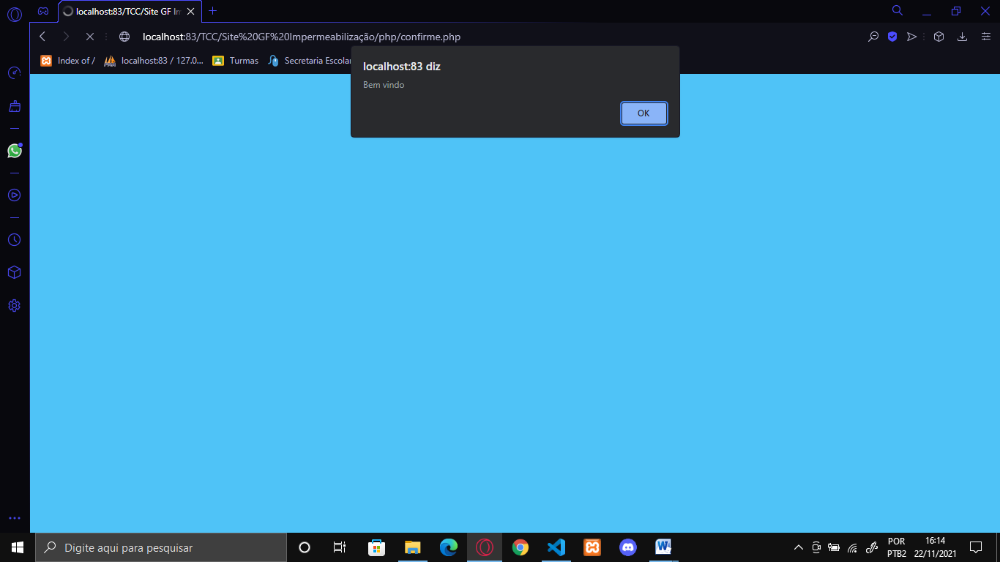 localhost:83/TCC/Site GF Im
localhost:83/TCC/Site%20GF%20Impermeabilização/php/confirme.php
Index of /
localhost:83 / 127.0...
Turmas
Secretaria Escolar
localhost:83 diz
Bem vindo
OK
Digite aqui para pesquisar
POR
PTB2
16:14
22/11/2021